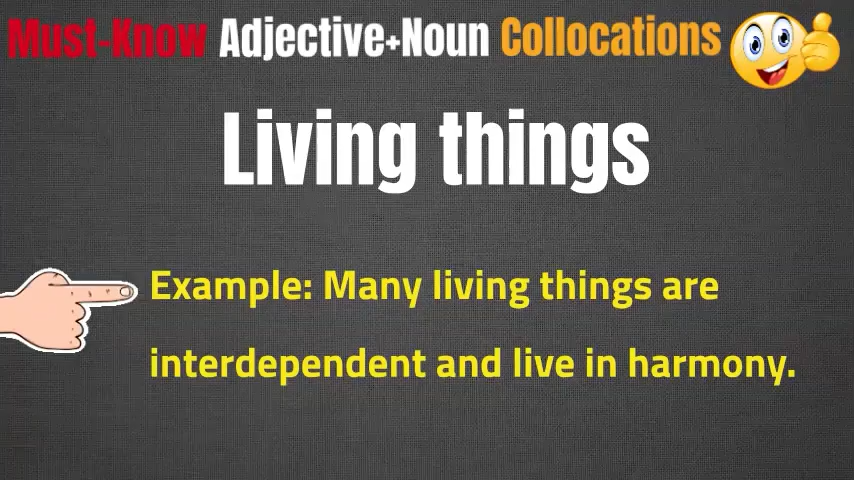 Must-Know Adjective+Noun Collocations
Living things
Example: Many living things are
interdependent and live in harmony.